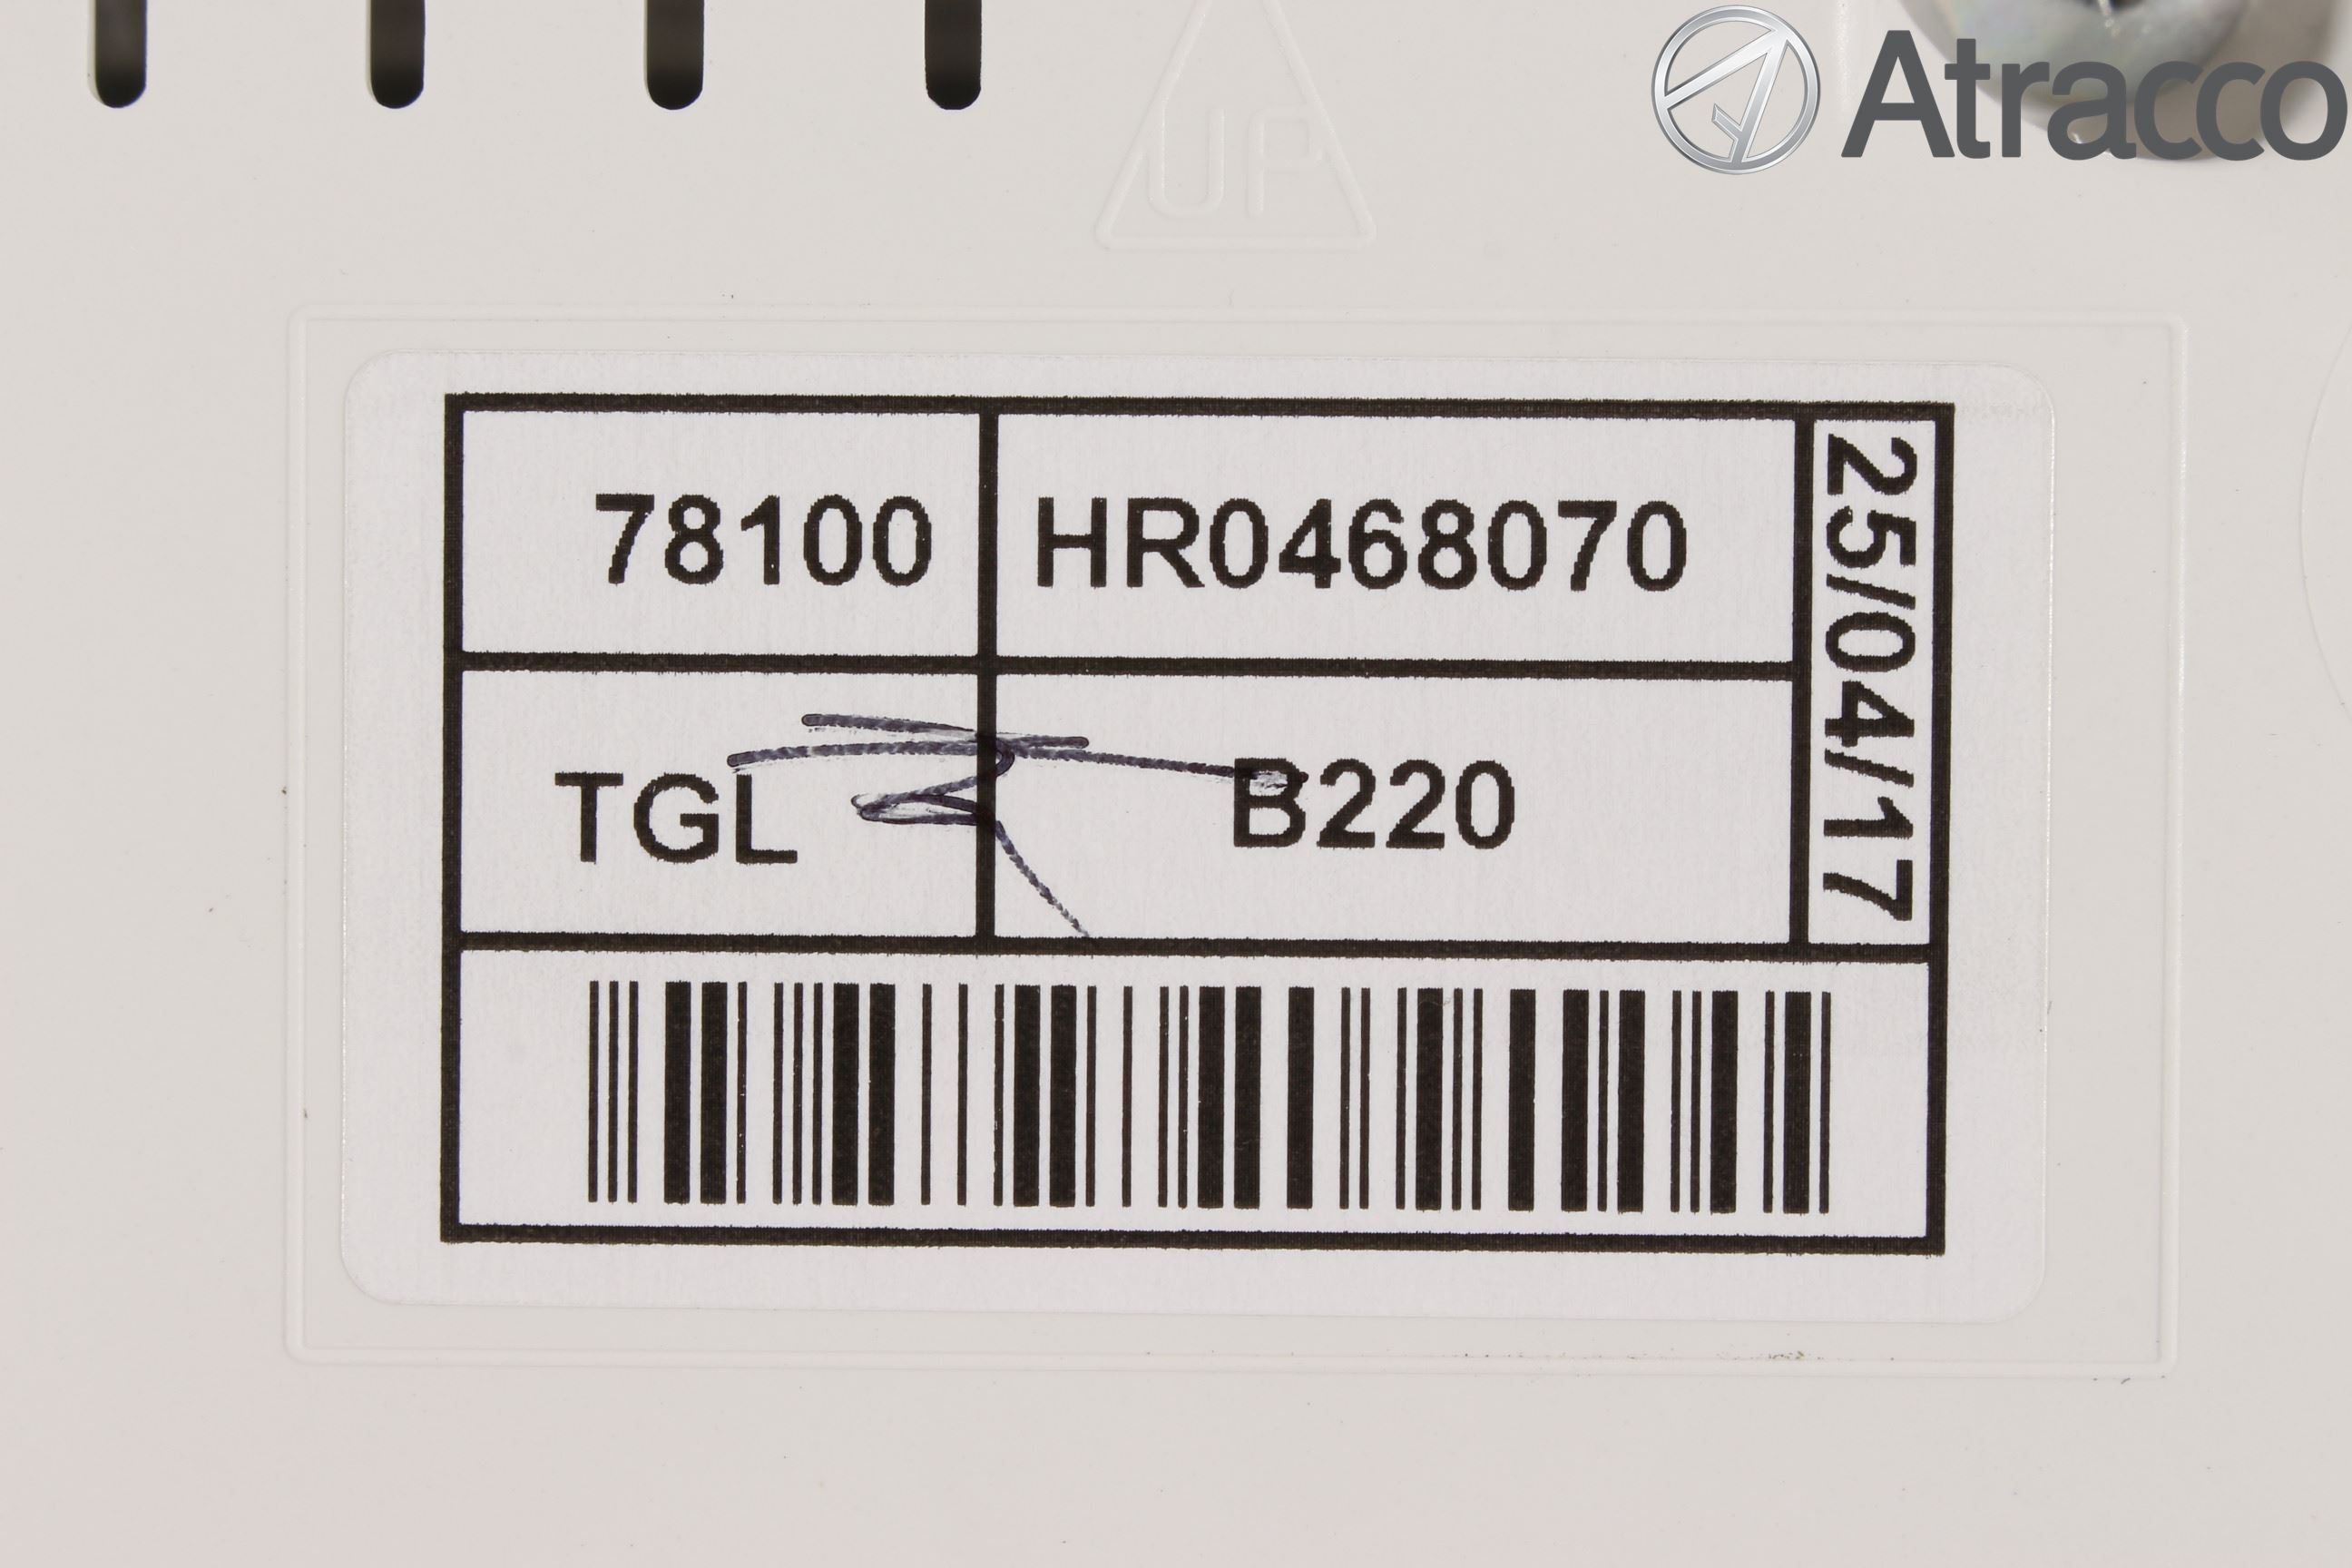 Atracco
UP
78100
HR0468070
25/04/17
TGL
B220